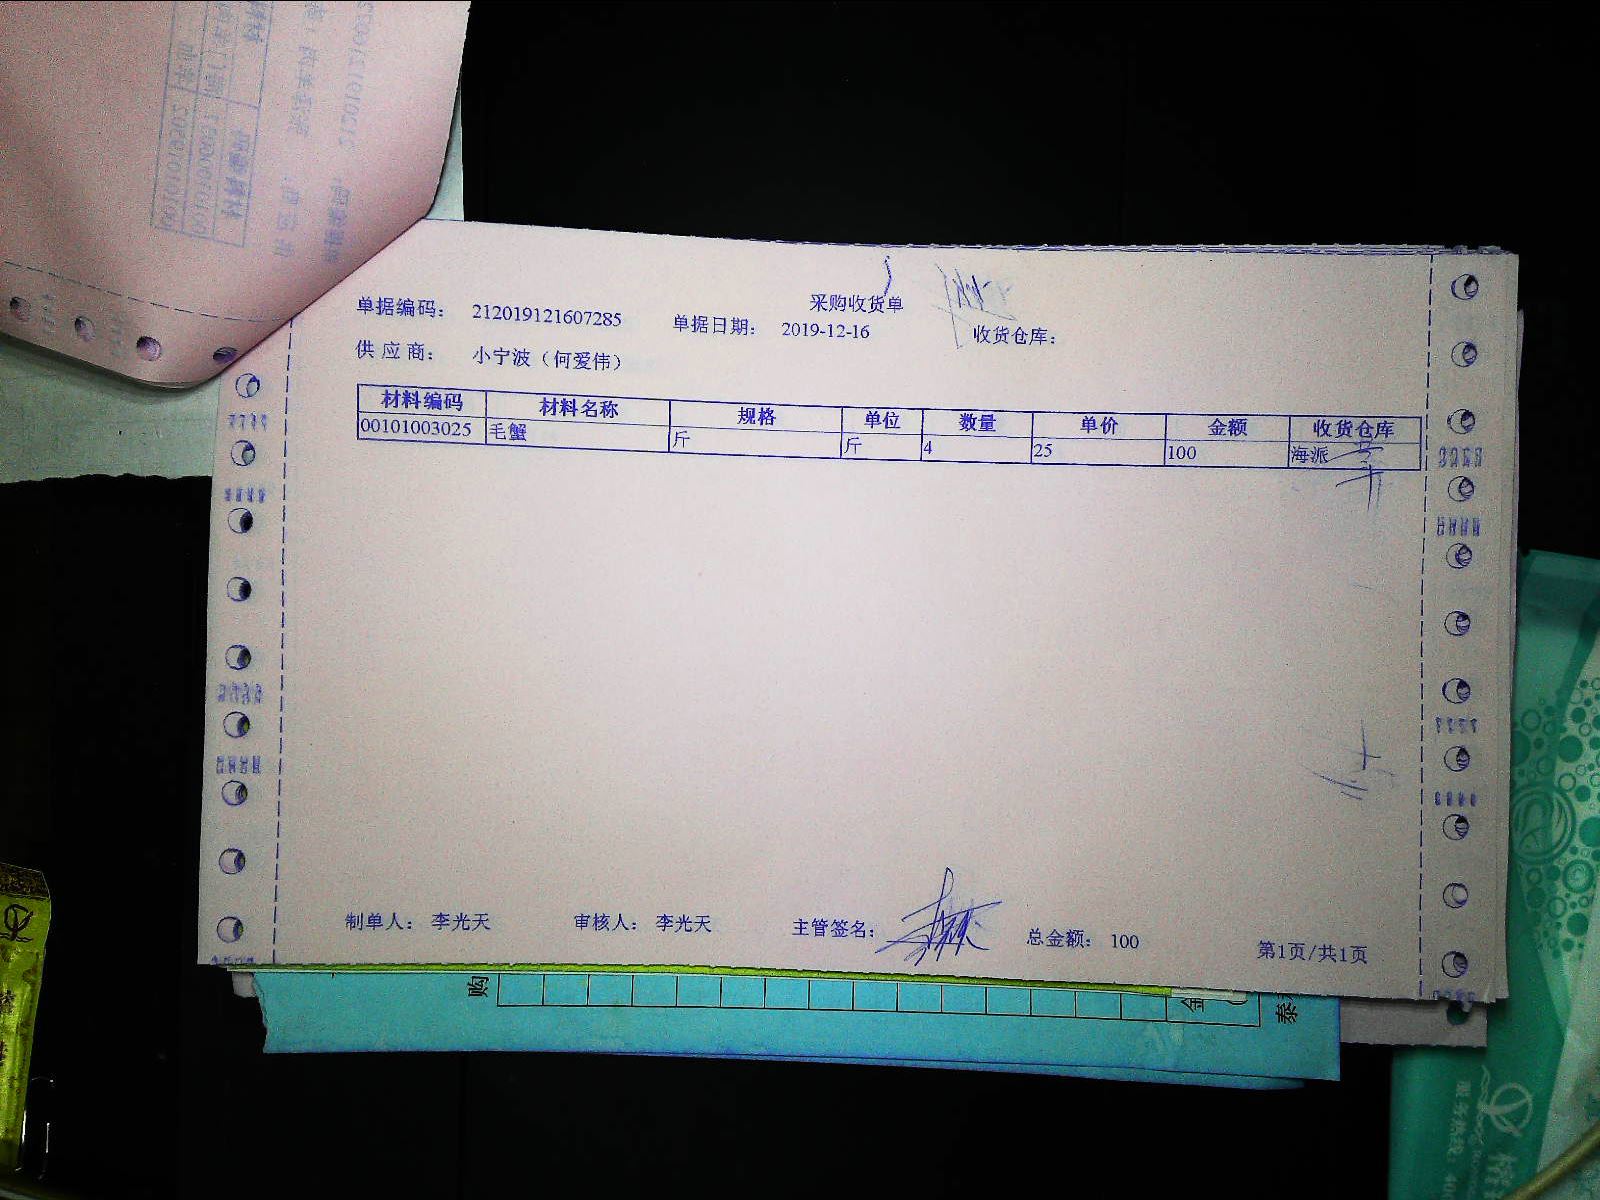 采购收货单
单据编码： 212019121607285 单据日期： 2019-12-16 收货仓库：
供 应 商： 小宁波（何爱伟）
材料编码 材料名称 规格 单位 数量 单价 金额 收货仓库
00101003025 毛蟹 斤 斤 4 25 100 海派
制单人： 李光天 审核人： 李光天 主管签名： 总金额： 100 第1页/共1页
购
金
泰